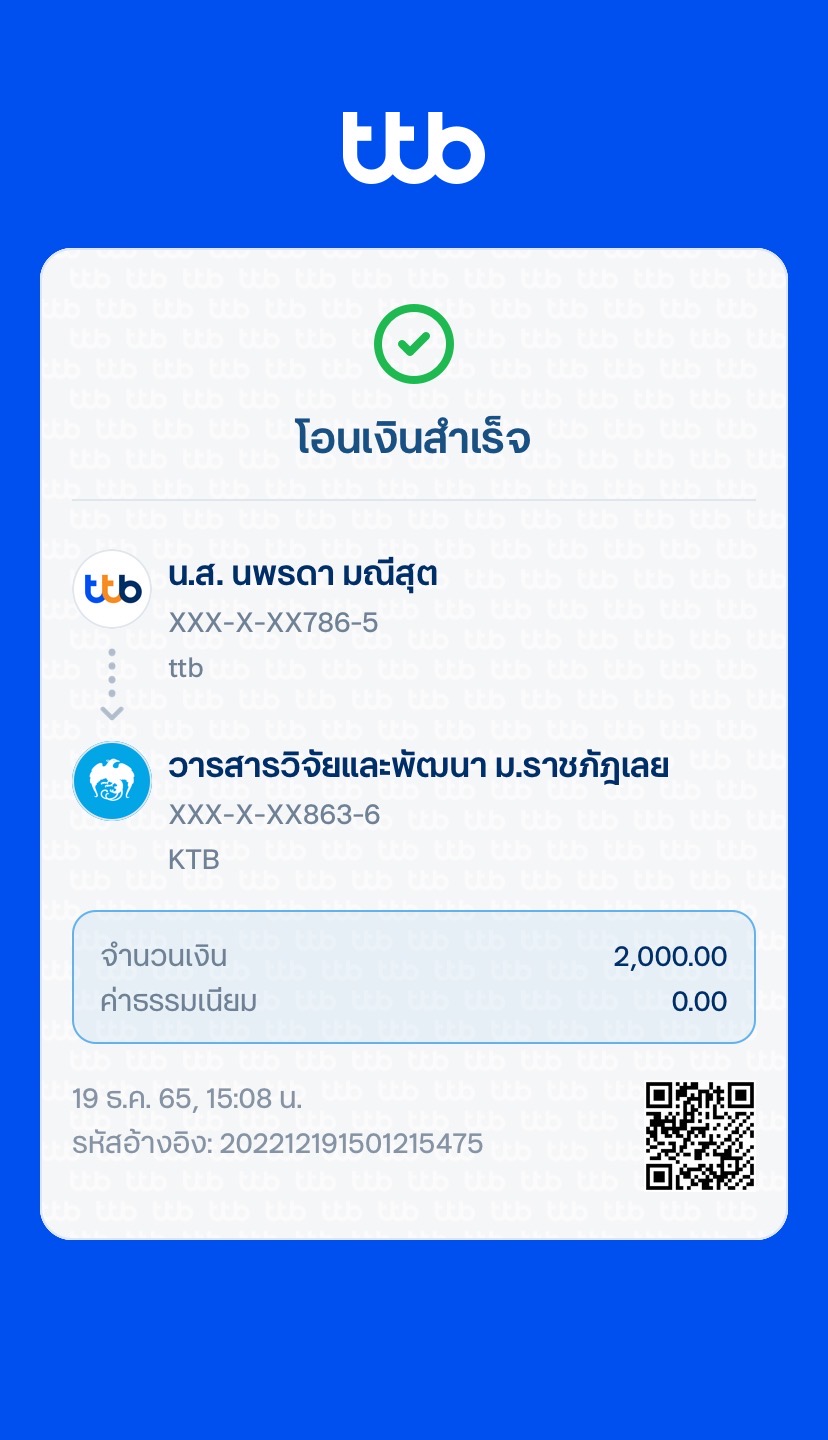 ttb
โอนเงินสำเร็จ
ttb
น.ส. นพรดา มณีสุต
XXX-X-XX786-5
ttb
วารสารวิจัยและพัฒนา ม.ราชภัฎเลย
XXX-X-XX863-6
KTB
จำนวนเงิน 2,000.00
ค่าธรรมเนียม 0.00
19 ธ.ค. 65, 15:08 น.
รหัสอ้างอิง: 202212191501215475